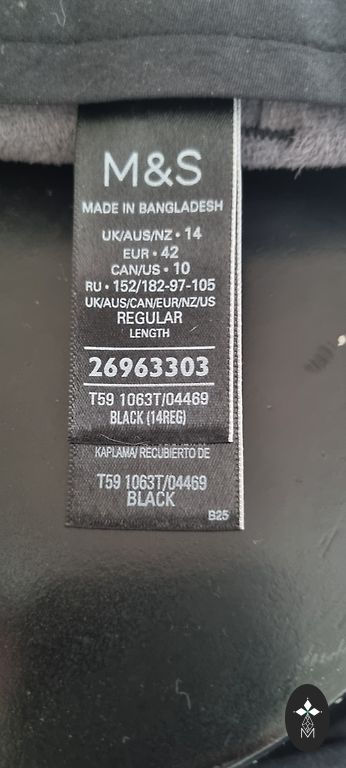 M&S
MADE IN BANGLADESH
UK/AUS/NZ • 14
EUR • 42
CAN/US • 10
RU • 152/182-97-105
UK/AUS/CAN/EUR/NZ/US
REGULAR
LENGTH
26963303
T59 1063T/04469
BLACK (14REG)
KAPLAMA/ RECUBIERTO DE
T59 1063T/04469
BLACK
B25
M